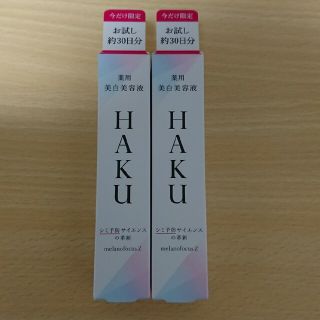 今だけ限定
お試し
約30日分
薬用
美白美容液
HAKU
シミ予防サイエンス
の革新
melanofocusZ
今だけ限定
お試し
約30日分
薬用
美白美容液
HAKU
シミ予防サイエンス
の革新
melanofocusZ